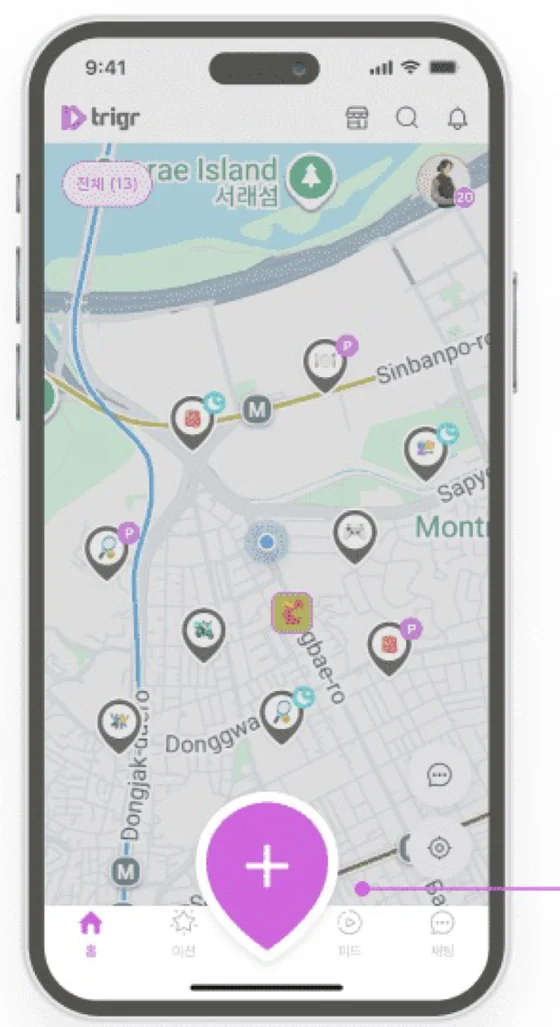 9:41
trigr
전체 (13)
rae Island
서래섬
20
P
Sinbanpo-ro
M
Sapy
Montr
P
P
gbae-ro
Donggwa
Dongjak-daero
M
Ba
홈
미션
피드
채팅